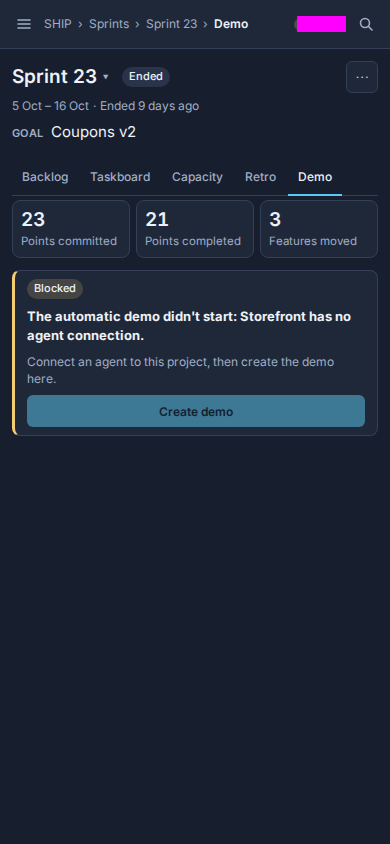 SHIP › Sprints › Sprint 23 › Demo
Sprint 23 ▾ Ended ...
5 Oct – 16 Oct · Ended 9 days ago
GOAL Coupons v2
Backlog Taskboard Capacity Retro Demo
23 21 3
Points committed Points completed Features moved
Blocked
The automatic demo didn't start: Storefront has no
agent connection.
Connect an agent to this project, then create the demo
here.
Create demo